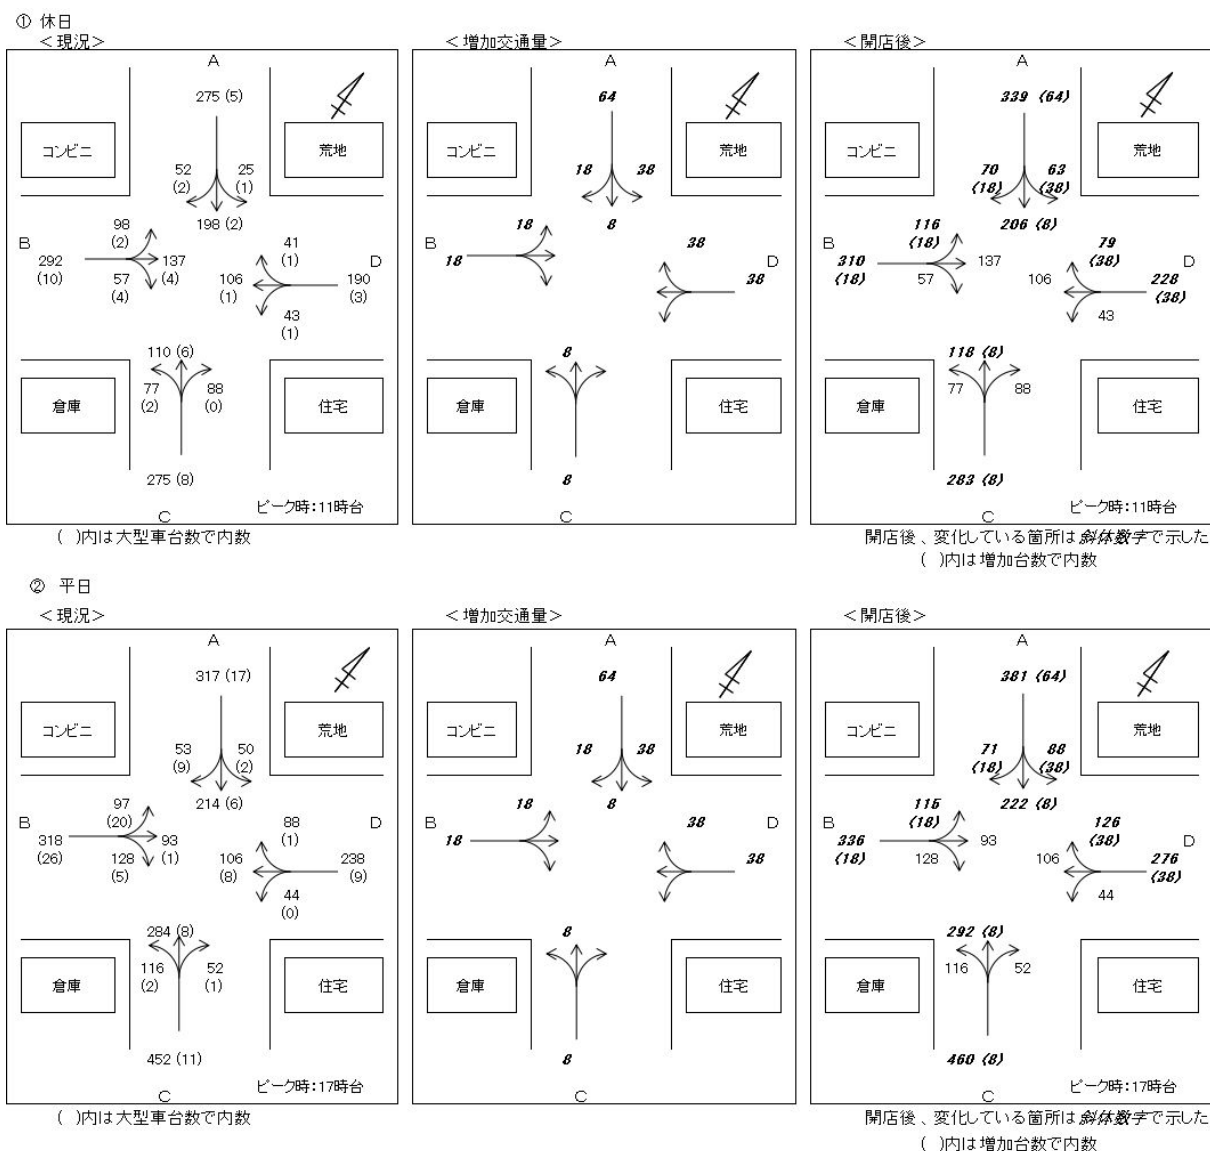 ① 休日
＜現況＞ ＜増加交通量＞ ＜開店後＞
A A A
275 (5) 64 339 (64)
コンビニ 荒地 コンビニ 荒地 コンビニ 荒地
52 25 18 38 70 63
(2) (1) (18) (38)
198 (2) 8 206 (8)
98 18 116
(2) (18)
B 41 D B 38 D B 79 D
(1) (38)
292 137 18 310 137
(10) (4) (18)
57 106 190 38 57 106 228
(4) (1) (3) (38)
43 43
(1)
110 (6) 8 118 (8)
77 88 77 88
(2) (0)
倉庫 住宅 倉庫 住宅 倉庫 住宅
275 (8) 8 283 (8)
ピーク時：11時台 ピーク時：11時台
C C C
( )内は大型車台数で内数
開店後、変化している箇所は斜体数字で示した
( )内は増加台数で内数
② 平日
＜現況＞ ＜増加交通量＞ ＜開店後＞
A A A
317 (17) 64 381 (64)
コンビニ 荒地 コンビニ 荒地 コンビニ 荒地
53 50 18 38 71 88
(9) (2) (18) (38)
214 (6) 8 222 (8)
97 18 115
(20) (18)
B 88 D B 38 D B 126 D
(1) (38)
318 93 18 336 93
(26) (1) (18)
128 106 238 38 128 106 276
(5) (8) (9) (38)
44 44
(0)
284 (8) 8 292 (8)
116 52 116 52
(2) (1)
倉庫 住宅 倉庫 住宅 倉庫 住宅
452 (11) 8 460 (8)
ピーク時：17時台 ピーク時：17時台
C C C
( )内は大型車台数で内数
開店後、変化している箇所は斜体数字で示した
( )内は増加台数で内数